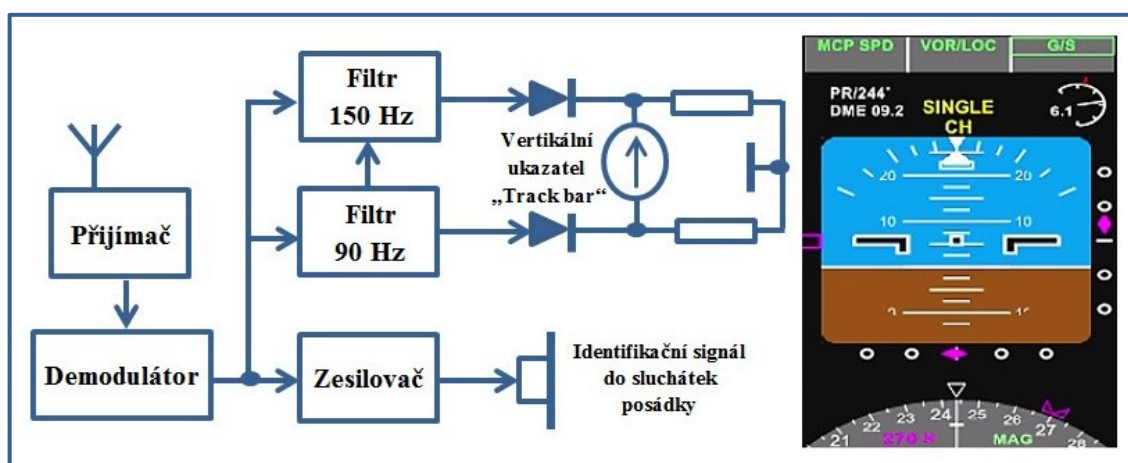 Přijímač
Demodulátor
Filtr
150 Hz
Filtr
90 Hz
Zesilovač
Vertikální
ukazatel
„Track bar“
Identifikační signál
do sluchátek
posádky
MCP SPD VOR/LOC G/S
PR/244°
DME 09.2
SINGLE
CH
6.1
20 20
10 10
21 22 23 24 25 26 27 28
270 H MAG